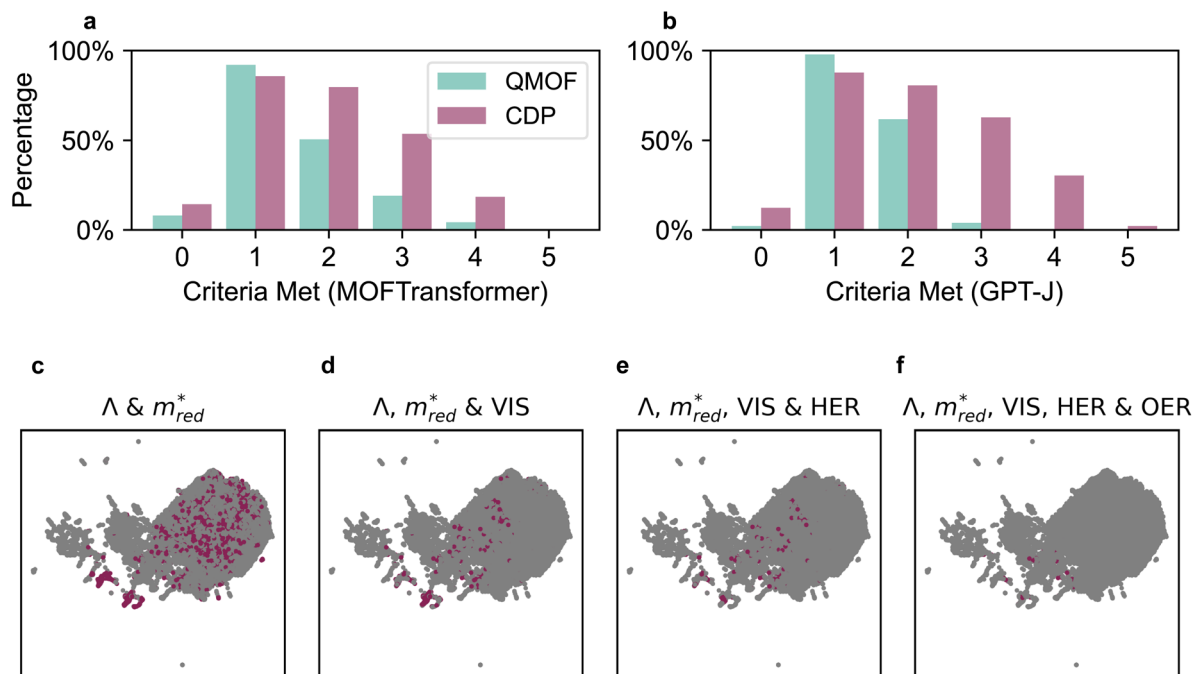 a
100%
50%
0%
Percentage
QMOF
CDP
0 1 2 3 4 5
Criteria Met (MOFTransformer)
b
100%
50%
0%
0 1 2 3 4 5
Criteria Met (GPT-J)
c
Λ & m*red
d
Λ, m*red & VIS
e
Λ, m*red, VIS & HER
f
Λ, m*red, VIS, HER & OER